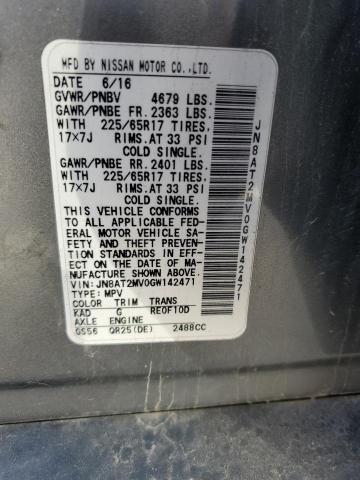 MFD BY NISSAN MOTOR CO.,LTD.
DATE 6/16
GVWR/PNBV 4679 LBS.
GAWR/PNBE FR. 2363 LBS.
WITH 225/65R17 TIRES.
17x7J RIMS. AT 33 PSI
COLD SINGLE.
GAWR/PNBE RR. 2401 LBS.
WITH 225/65R17 TIRES.
17x7J RIMS. AT 33 PSI
COLD SINGLE.
THIS VEHICLE CONFORMS
TO ALL APPLICABLE FED-
ERAL MOTOR VEHICLE SA-
FETY AND THEFT PREVENTION
STANDARDS IN EFFECT
ON THE DATE OF MA-
NUFACTURE SHOWN ABOVE
VIN: JN8AT2MV0GW142471
TYPE: MPV
COLOR TRIM TRANS
KAD G RE0F10D
AXLE ENGINE
GS56 QR25(DE) 2488CC
JN8AT2MV0GW142471